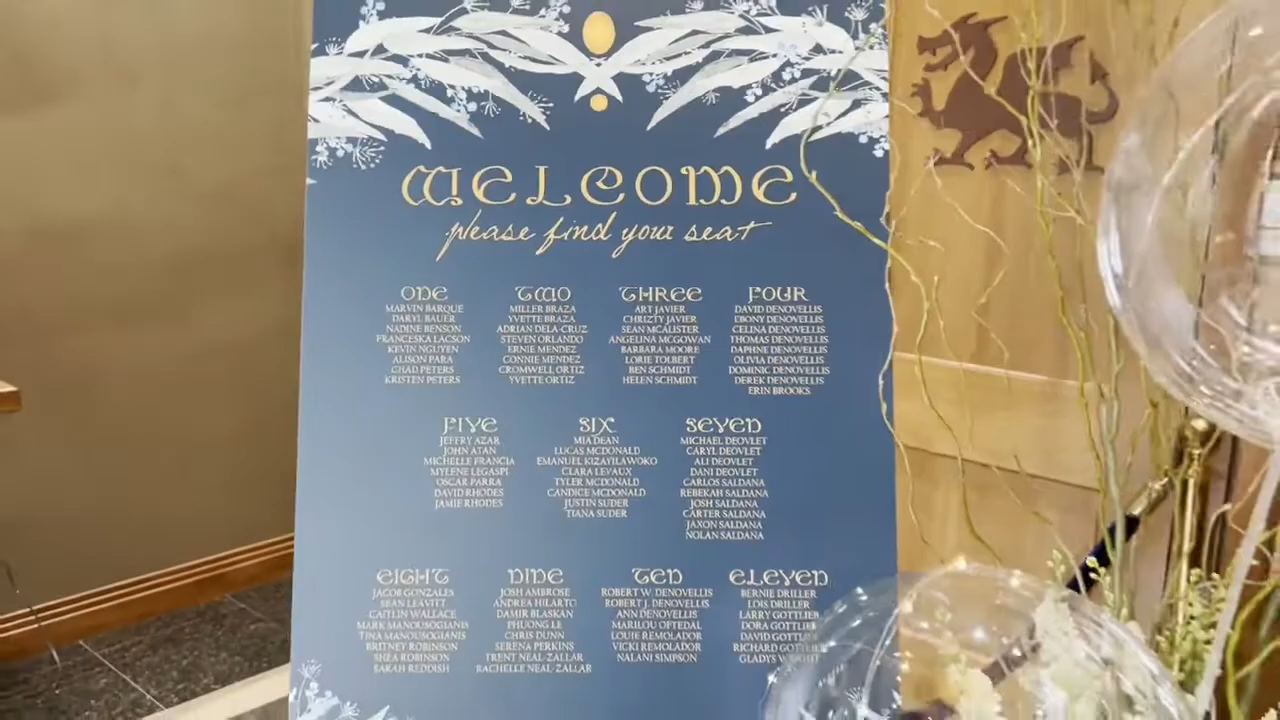 WELCOME
please find your seat
ONE
MARVIN BARQUE
DARYL BAUER
NADINE BENSON
FRANCESKA LACSON
KEVIN NGUYEN
ALISON PARA
CHAD PETERS
KRISTEN PETERS
TWO
MILLER BRAZA
YVETTE BRAZA
ADRIAN DELA CRUZ
STEVEN ORLANDO
ERNIE MENDEZ
CONNIE MENDEZ
CROMWELL ORTIZ
YVETTE ORTIZ
THREE
ART JAVIER
CHRIZTY JAVIER
SEAN MCALISTER
ANGELINA MCGOWAN
BARBARA MOORE
LORIE TOLBERT
BEN SCHMIDT
HELEN SCHMIDT
FOUR
DAVID DENOVELLIS
EBONY DENOVELLIS
CELINA DENOVELLIS
THOMAS DENOVELLIS
DAPHNE DENOVELLIS
OLIVIA DENOVELLIS
DOMINIC DENOVELLIS
DEREK DENOVELLIS
ERIN BROOKS
FIVE
JEFFRY AZAR
JOHN ATAN
MICHELLE FRANCIA
MYLENE LEGASPI
OSCAR PARRA
DAVID RHODES
JAMIE RHODES
SIX
MIA DEAN
LUCAS MCDONALD
EMANUEL KIZAYILAWOKO
CLARA LEVAUX
TYLER MCDONALD
CANDICE MCDONALD
JUSTIN SUDER
TIANA SUDER
SEVEN
MICHAEL DEOVLET
CARYL DEOVLET
ALI DEOVLET
DANI DEOVLET
CARLOS SALDANA
REBEKAH SALDANA
JOSH SALDANA
CARTER SALDANA
JAXON SALDANA
NOLAN SALDANA
EIGHT
JACOB GONZALES
SEAN LEAVITT
CAITLIN WALLACE
MARK MANOUSOGIANIS
TINA MANOUSOGIANIS
BRITNEY ROBINSON
SHEA ROBINSON
SARAH REDDISH
NINE
JOSH AMBROSE
ANDREA HILARTO
DAMIR BLASKAN
PHUONG LE
CHRIS DUNN
SERENA PERKINS
TRENT NEAL-ZALLAR
RACHELLE NEAL-ZALLAR
TEN
ROBERT W. DENOVELLIS
ROBERT J. DENOVELLIS
ANN DENOVELLIS
MARILOU OFTEDAL
LOUIE REMOLADOR
VICKI REMOLADOR
NALANI SIMPSON
ELEVEN
BERNIE DRILLER
LOIS DRILLER
LARRY GOTTLIEB
DORA GOTTLIEB
DAVID GOTTLIEB
RICHARD GOTTLIEB
GLADYS WRIGHT